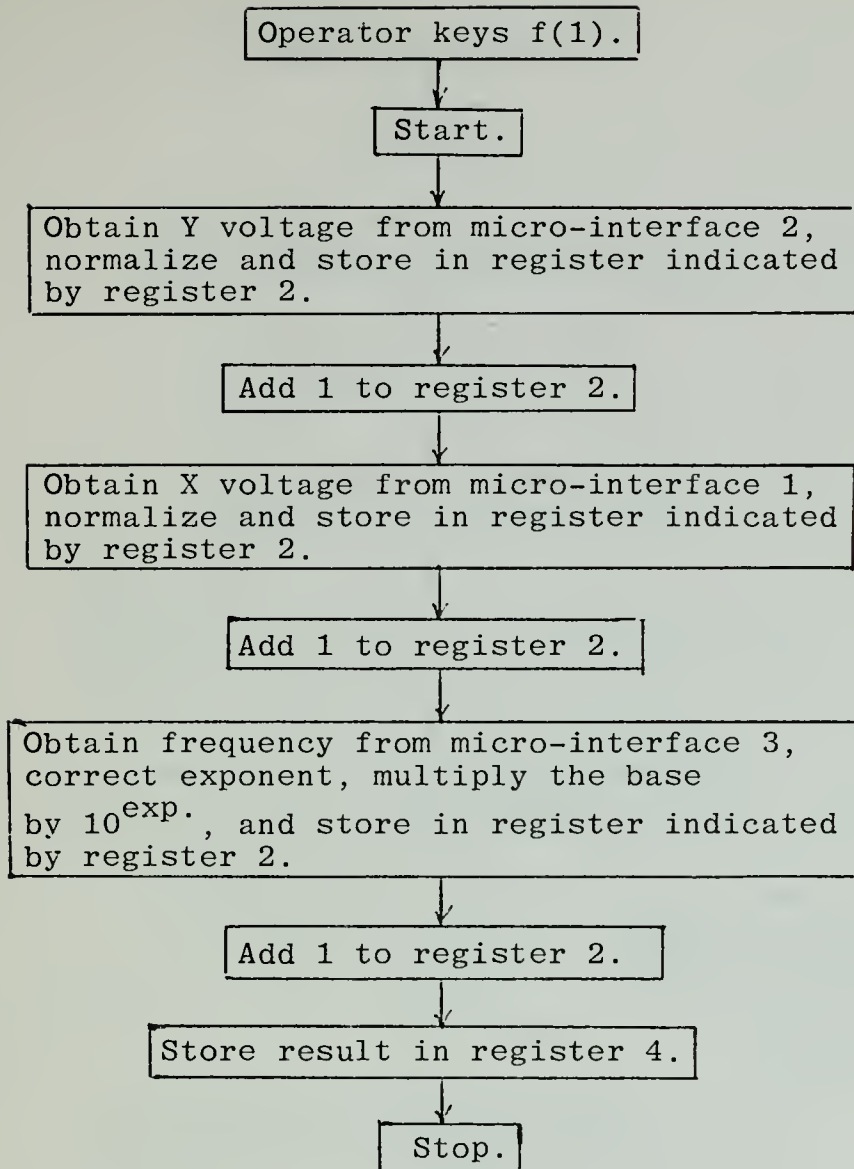 Operator keys f(1).
Start.
Obtain Y voltage from micro-interface 2,
normalize and store in register indicated
by register 2.
Add 1 to register 2.
Obtain X voltage from micro-interface 1,
normalize and store in register indicated
by register 2.
Add 1 to register 2.
Obtain frequency from micro-interface 3,
correct exponent, multiply the base
by 10^exp., and store in register indicated
by register 2.
Add 1 to register 2.
Store result in register 4.
Stop.